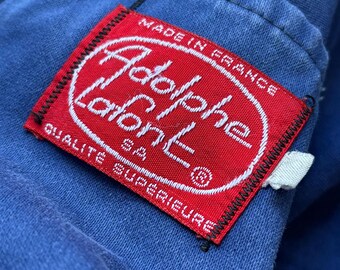 MADE IN FRANCE
Adolphe
Lafont
SA
®
QUALITÉ SUPÉRIEURE